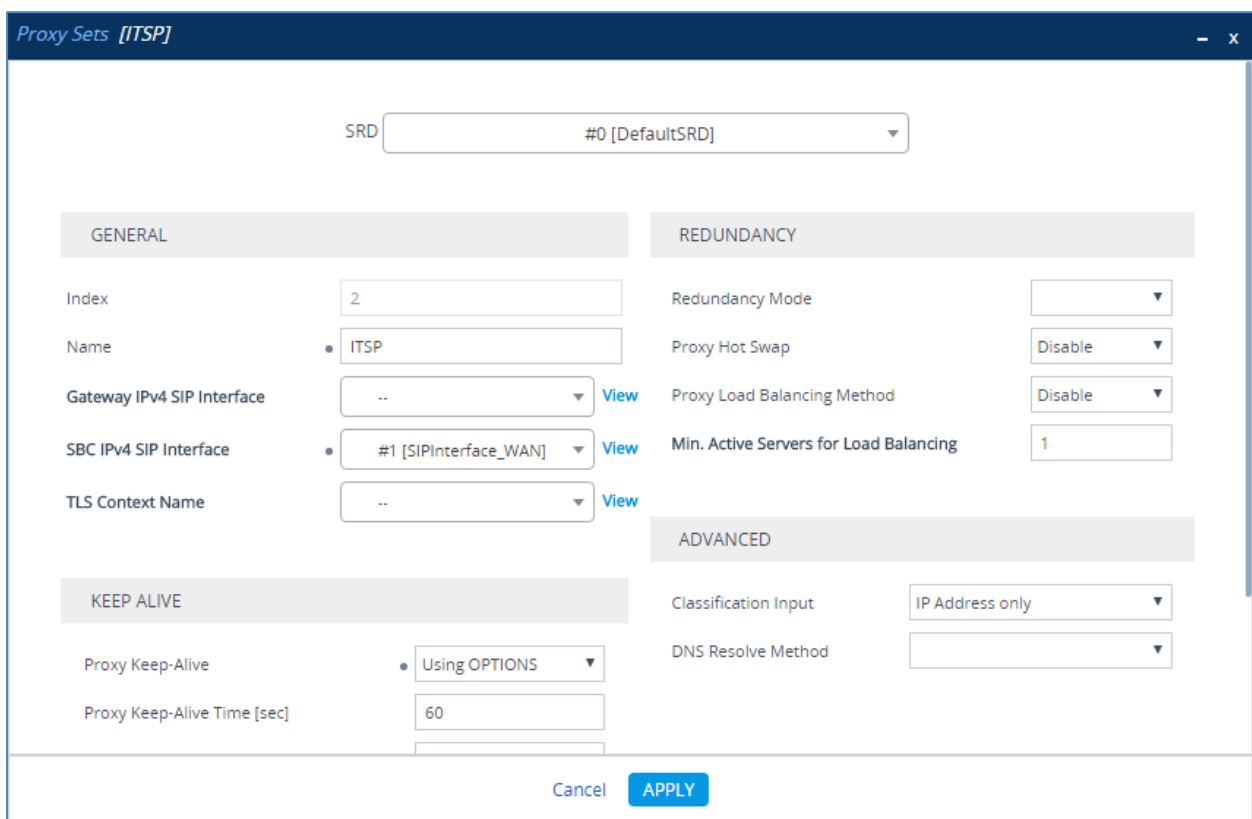 Proxy Sets [ITSP] – x
SRD #0 [DefaultSRD]
GENERAL
Index 2
Name ITSP
Gateway IPv4 SIP Interface -- View
SBC IPv4 SIP Interface #1 [SIPInterface_WAN] View
TLS Context Name -- View
KEEP ALIVE
Proxy Keep-Alive Using OPTIONS
Proxy Keep-Alive Time [sec] 60
REDUNDANCY
Redundancy Mode
Proxy Hot Swap Disable
Proxy Load Balancing Method Disable
Min. Active Servers for Load Balancing 1
ADVANCED
Classification Input IP Address only
DNS Resolve Method
Cancel APPLY